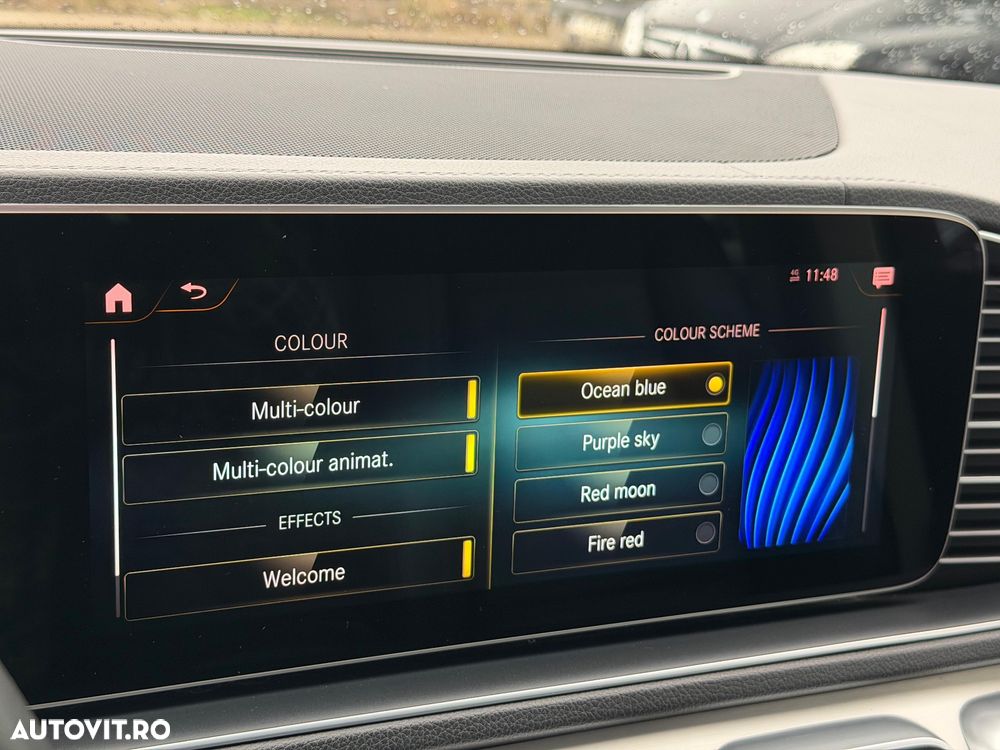 4G 11:48
COLOUR
Multi-colour
Multi-colour animat.
EFFECTS
Welcome
COLOUR SCHEME
Ocean blue
Purple sky
Red moon
Fire red
AUTOVIT.RO